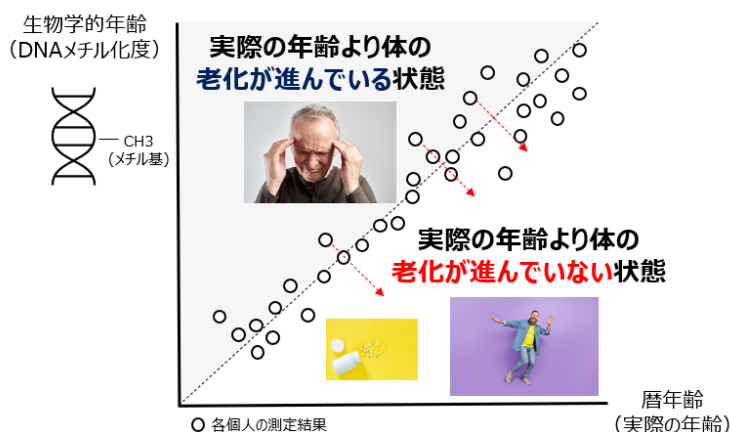 生物学的年齢
（DNAメチル化度）
CH3
（メチル基）
実際の年齢より体の
老化が進んでいる状態
実際の年齢より体の
老化が進んでいない状態
暦年齢
（実際の年齢）
各個人の測定結果